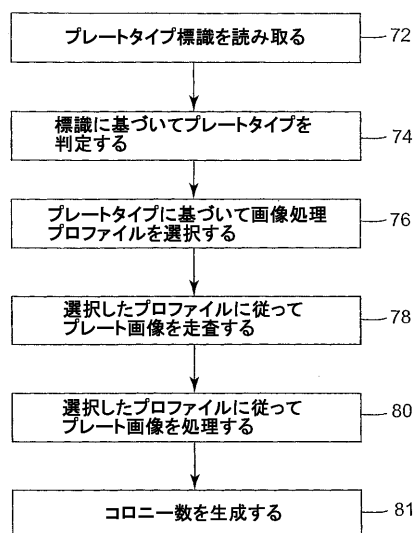 プレートタイプ標識を読み取る
72
標識に基づいてプレートタイプを
判定する
74
プレートタイプに基づいて画像処理
プロファイルを選択する
76
選択したプロファイルに従って
プレート画像を走査する
78
選択したプロファイルに従って
プレート画像を処理する
80
コロニー数を生成する
81